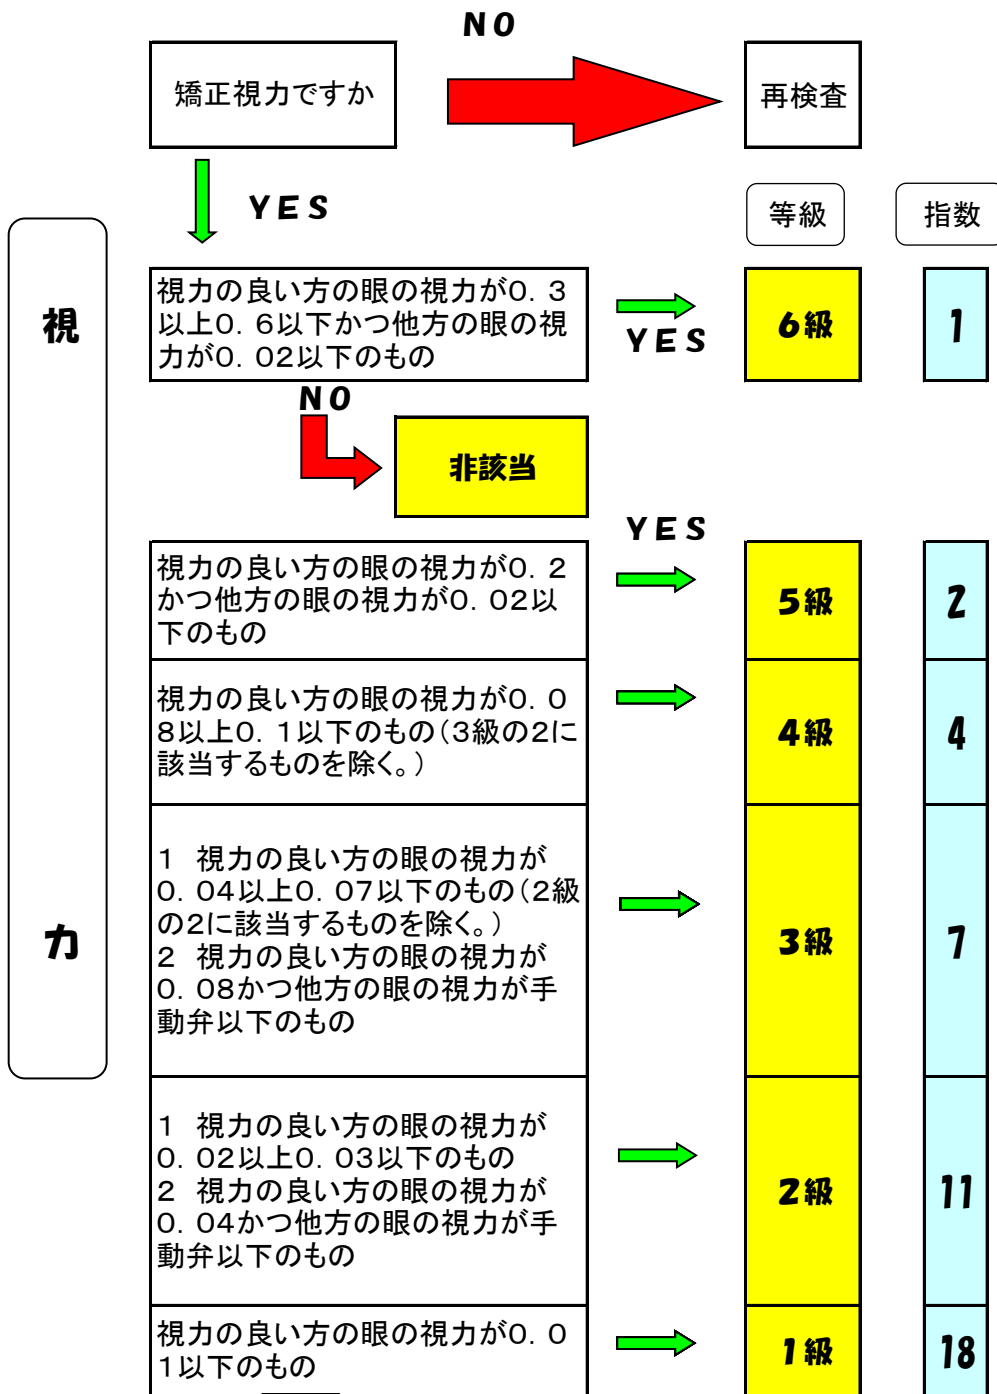 NO
矯正視力ですか
再検査
YES
等級
指数
視
力
視力の良い方の眼の視力が0.3
以上0.6以下かつ他方の眼の視
力が0.02以下のもの
YES
6級
1
NO
非該当
YES
視力の良い方の眼の視力が0.2
かつ他方の眼の視力が0.02以
下のもの
5級
2
視力の良い方の眼の視力が0.0
8以上0.1以下のもの(3級の2に
該当するものを除く。)
4級
4
1 視力の良い方の眼の視力が
0.04以上0.07以下のもの(2級
の2に該当するものを除く。)
2 視力の良い方の眼の視力が
0.08かつ他方の眼の視力が手
動弁以下のもの
3級
7
1 視力の良い方の眼の視力が
0.02以上0.03以下のもの
2 視力の良い方の眼の視力が
0.04かつ他方の眼の視力が手
動弁以下のもの
2級
11
視力の良い方の眼の視力が0.0
1以下のもの
1級
18